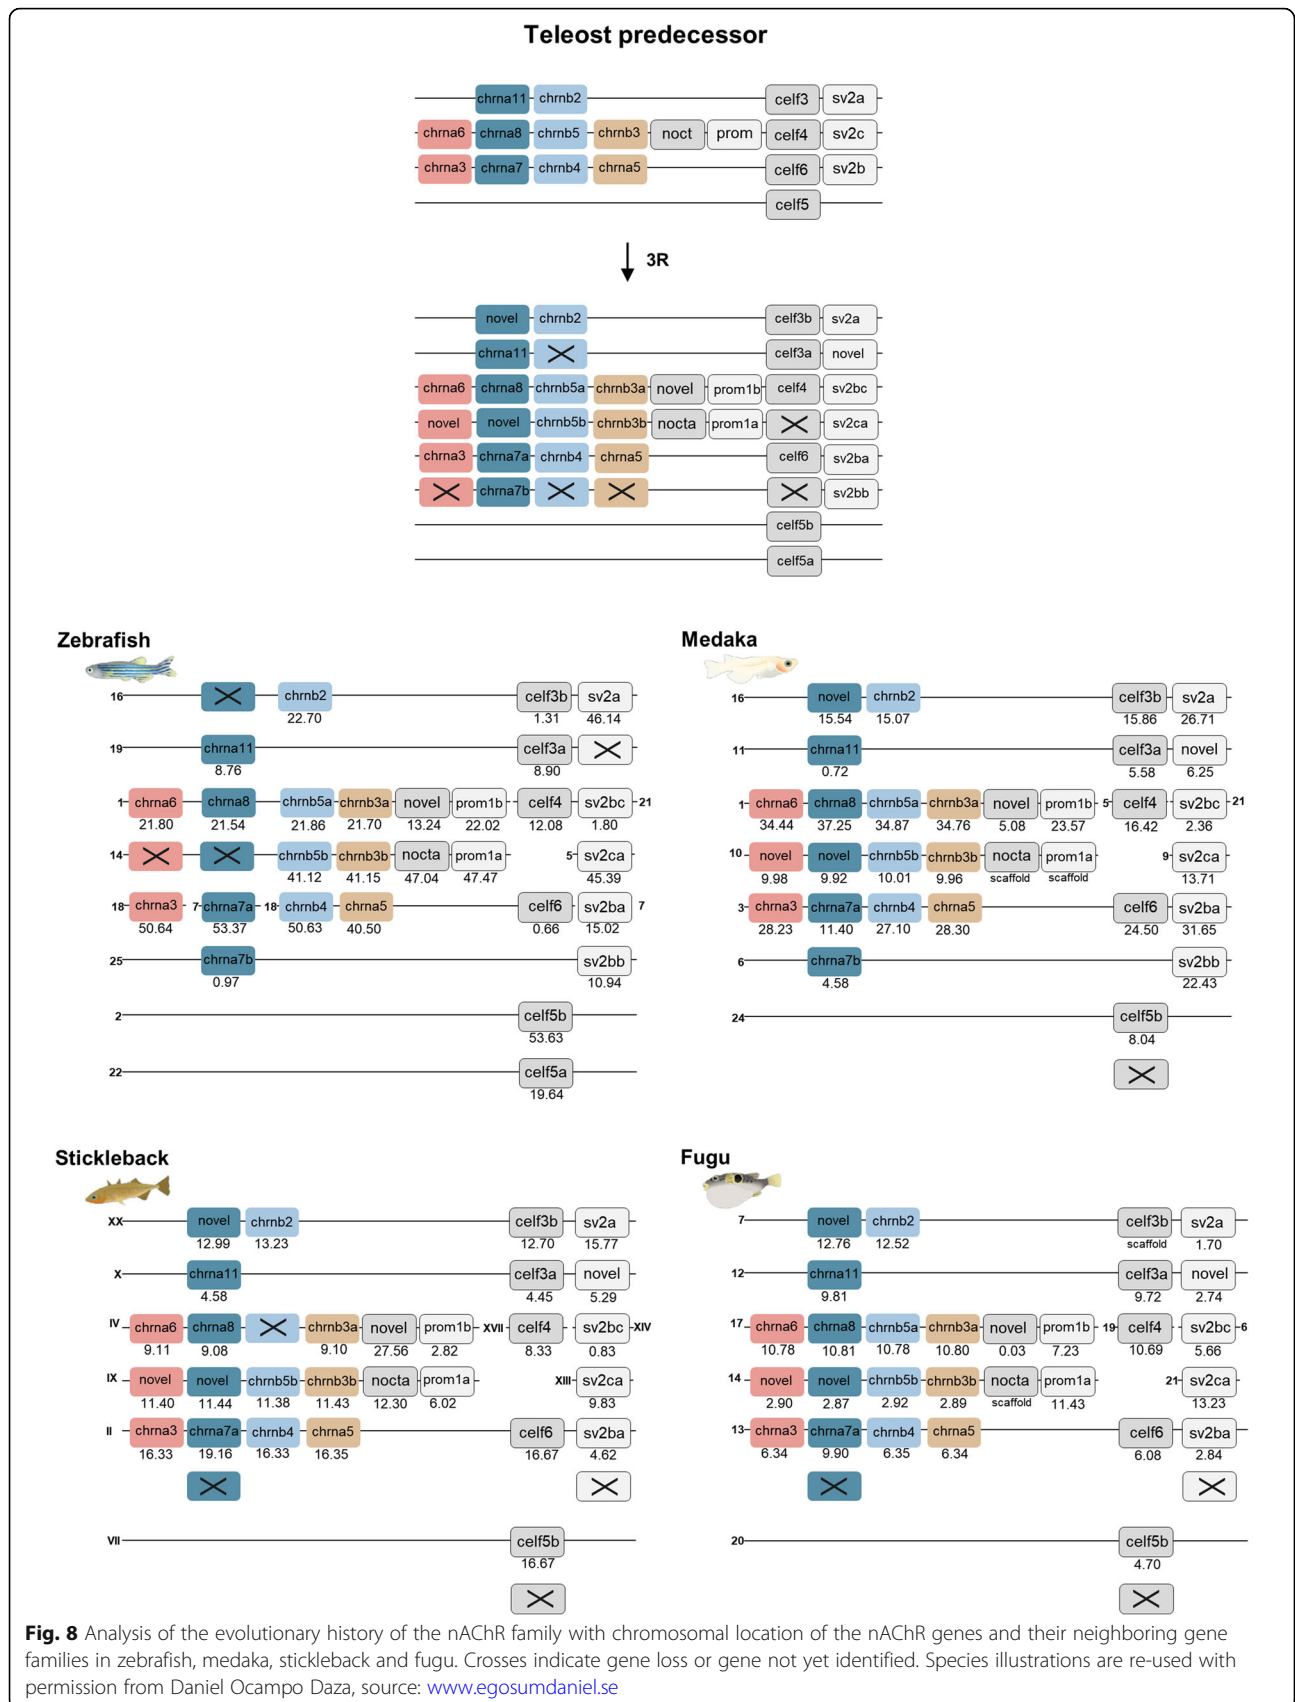 Teleost predecessor
chrna11 chrnb2 celf3 sv2a
chrna6 chrna8 chrnb5 chrnb3 noct prom celf4 sv2c
chrna3 chrna7 chrnb4 chrna5 celf6 sv2b
celf5
3R
novel chrnb2 celf3b sv2a
chrna11 celf3a novel
chrna6 chrna8 chrnb5a chrnb3a novel prom1b celf4 sv2bc
novel novel chrnb5b chrnb3b nocta prom1a sv2ca
chrna3 chrna7a chrnb4 chrna5 celf6 sv2ba
chrna7b sv2bb
celf5b
celf5a
Zebrafish
16 chrnb2 celf3b sv2a
22.70 1.31 46.14
19 chrna11 celf3a
8.76 8.90
1 chrna6 chrna8 chrnb5a chrnb3a novel prom1b celf4 sv2bc 21
21.80 21.54 21.86 21.70 13.24 22.02 12.08 1.80
14 chrnb5b chrnb3b nocta prom1a 5 sv2ca
41.12 41.15 47.04 47.47 45.39
18 chrna3 7 chrna7a 18 chrnb4 chrna5 celf6 sv2ba 7
50.64 53.37 50.63 40.50 0.66 15.02
25 chrna7b sv2bb
0.97 10.94
2 celf5b
53.63
22 celf5a
19.64
Medaka
16 novel chrnb2 celf3b sv2a
15.54 15.07 15.86 26.71
11 chrna11 celf3a novel
0.72 5.58 6.25
1 chrna6 chrna8 chrnb5a chrnb3a novel prom1b 5 celf4 sv2bc 21
34.44 37.25 34.87 34.76 5.08 23.57 16.42 2.36
10 novel novel chrnb5b chrnb3b nocta prom1a 9 sv2ca
9.98 9.92 10.01 9.96 scaffold scaffold 13.71
3 chrna3 chrna7a chrnb4 chrna5 celf6 sv2ba
28.23 11.40 27.10 28.30 24.50 31.65
6 chrna7b sv2bb
4.58 22.43
24 celf5b
8.04
Stickleback
XX novel chrnb2 celf3b sv2a
12.99 13.23 12.70 15.77
X chrna11 celf3a novel
4.58 4.45 5.29
IV chrna6 chrna8 chrnb3a novel prom1b XVII celf4 sv2bc XIV
9.11 9.08 9.10 27.56 2.82 8.33 0.83
IX novel novel chrnb5b chrnb3b nocta prom1a XIII sv2ca
11.40 11.44 11.38 11.43 12.30 6.02 9.83
II chrna3 chrna7a chrnb4 chrna5 celf6 sv2ba
16.33 19.16 16.33 16.35 16.67 4.62
VII celf5b
16.67
Fugu
7 novel chrnb2 celf3b sv2a
12.76 12.52 scaffold 1.70
12 chrna11 celf3a novel
9.81 9.72 2.74
17 chrna6 chrna8 chrnb5a chrnb3a novel prom1b 19 celf4 sv2bc 6
10.78 10.81 10.78 10.80 0.03 7.23 10.69 5.66
14 novel novel chrnb5b chrnb3b nocta prom1a 21 sv2ca
2.90 2.87 2.92 2.89 scaffold 11.43 13.23
13 chrna3 chrna7a chrnb4 chrna5 celf6 sv2ba
6.34 9.90 6.35 6.34 6.08 2.84
20 celf5b
4.70
Fig. 8 Analysis of the evolutionary history of the nAChR family with chromosomal location of the nAChR genes and their neighboring gene
families in zebrafish, medaka, stickleback and fugu. Crosses indicate gene loss or gene not yet identified. Species illustrations are re-used with
permission from Daniel Ocampo Daza, source: www.egosumdaniel.se